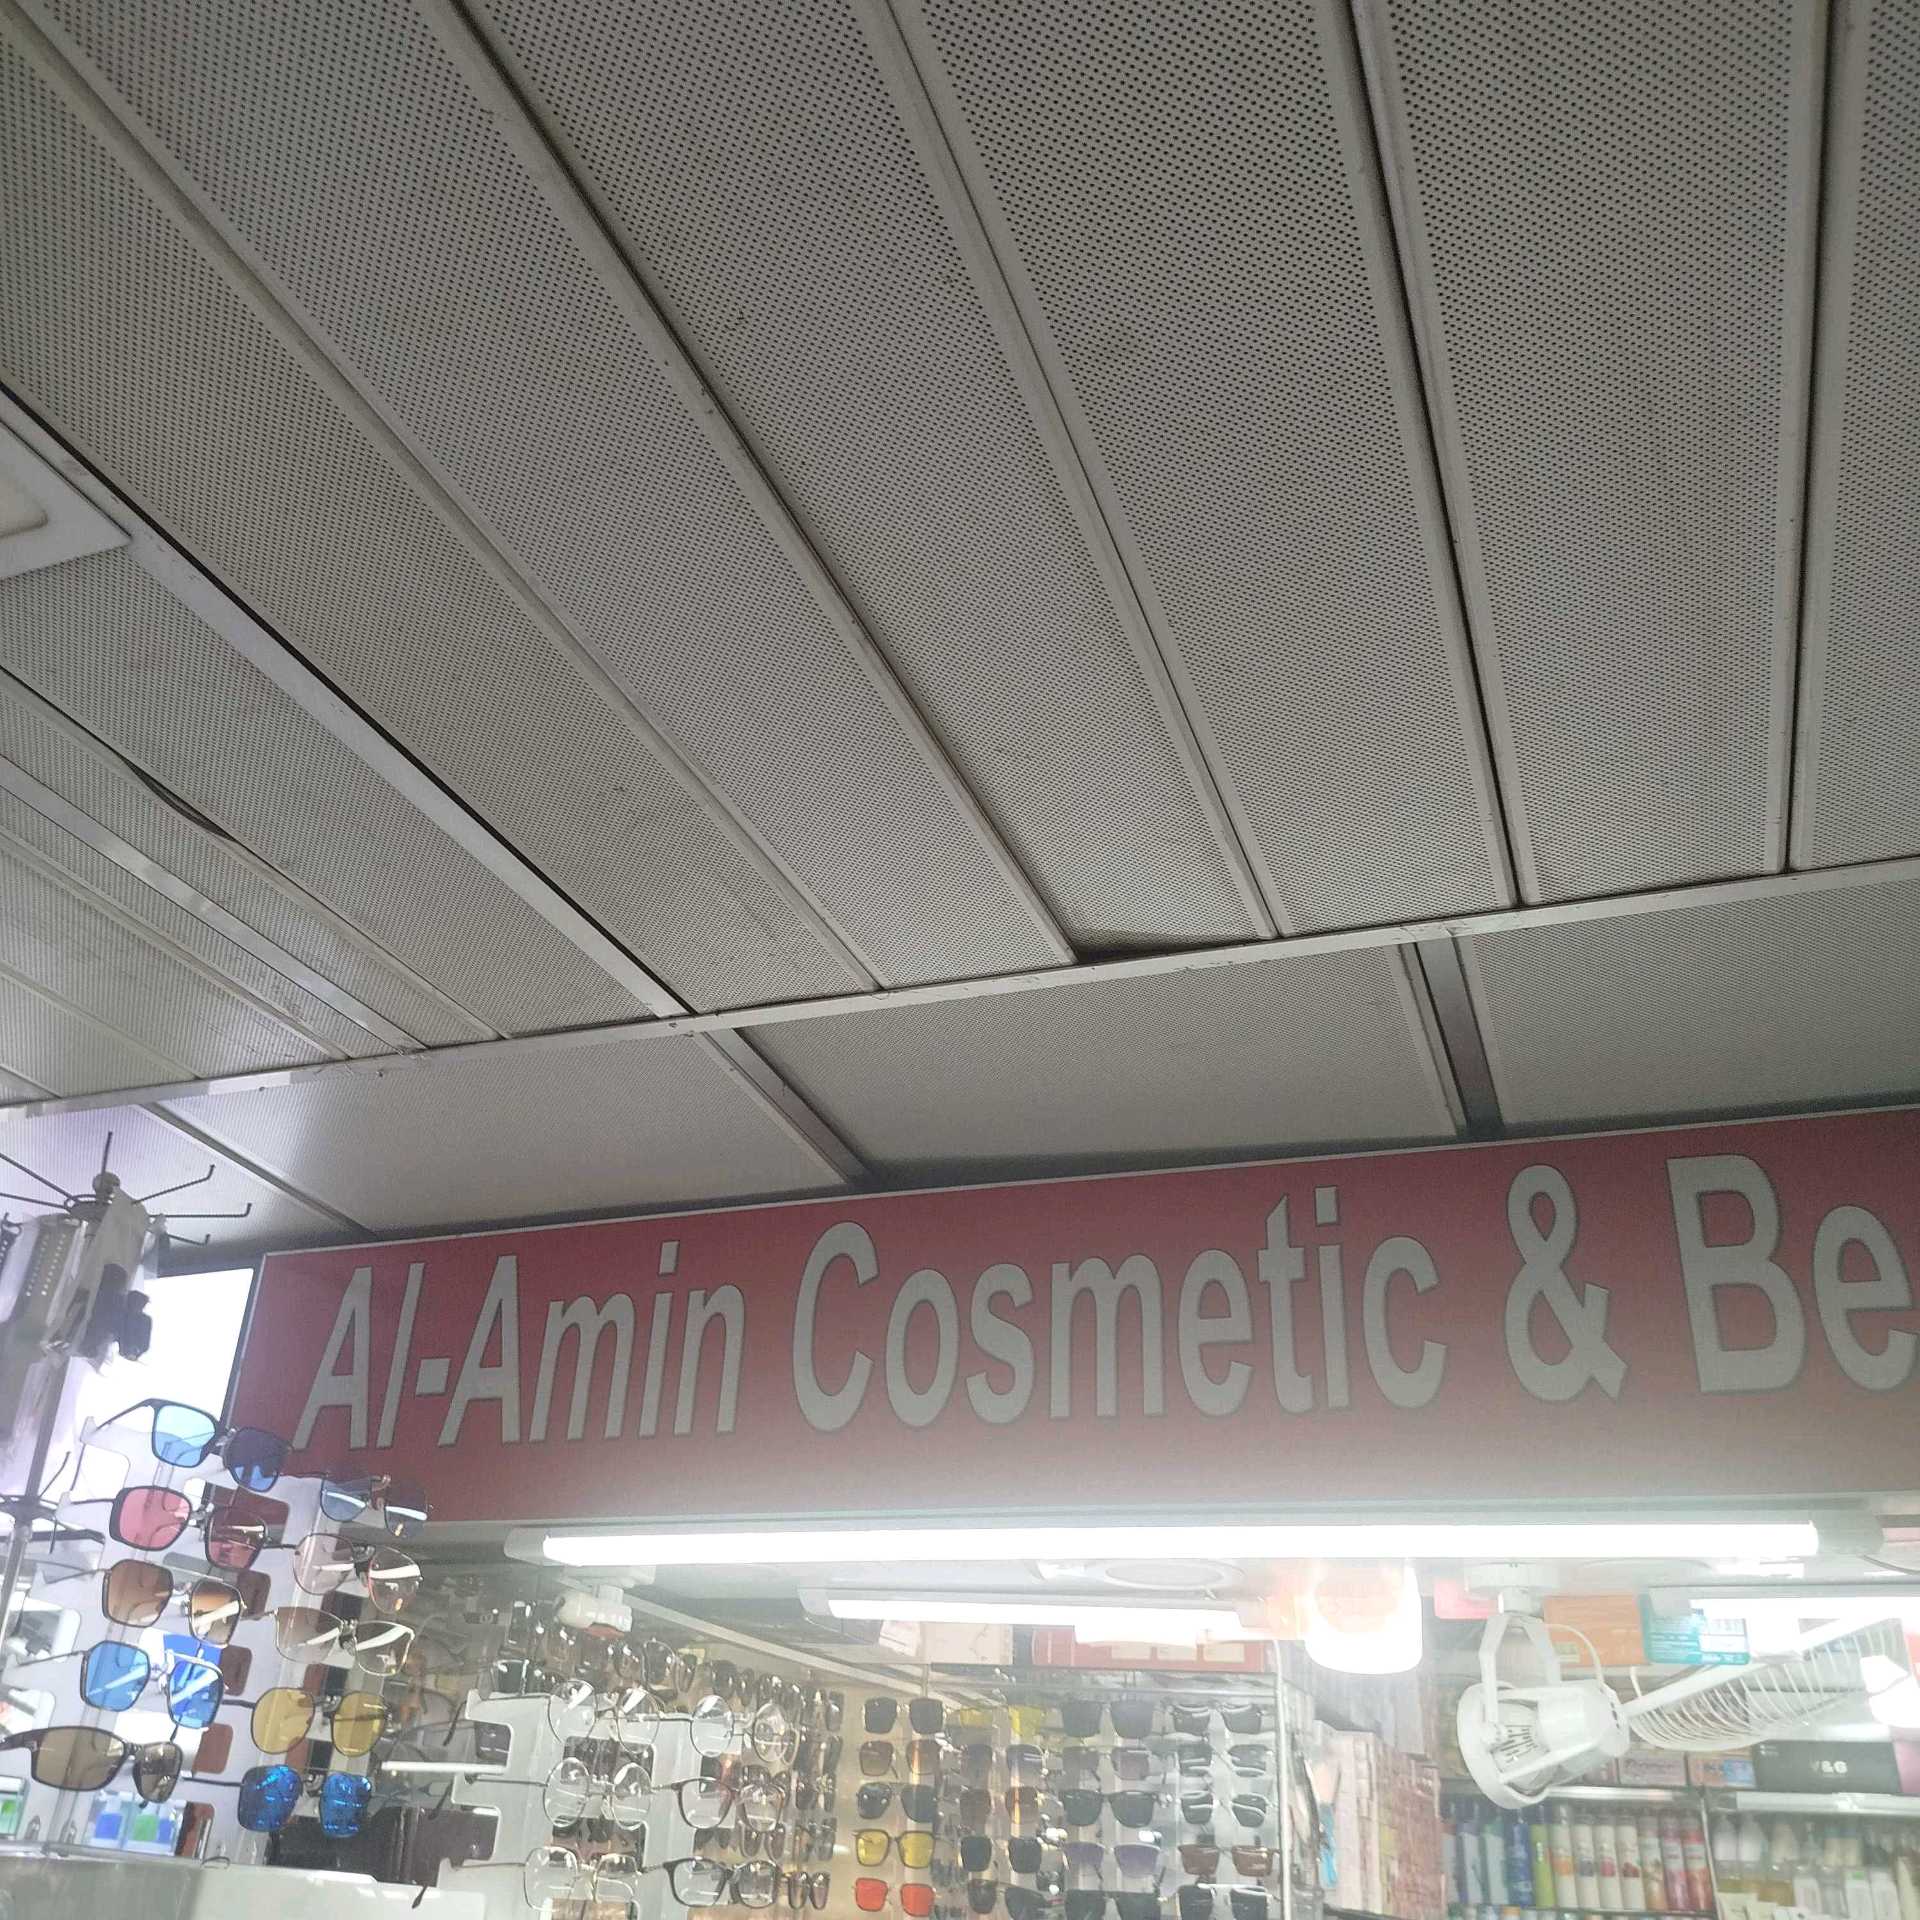 Al-Amin Cosmetic & Be
V&G